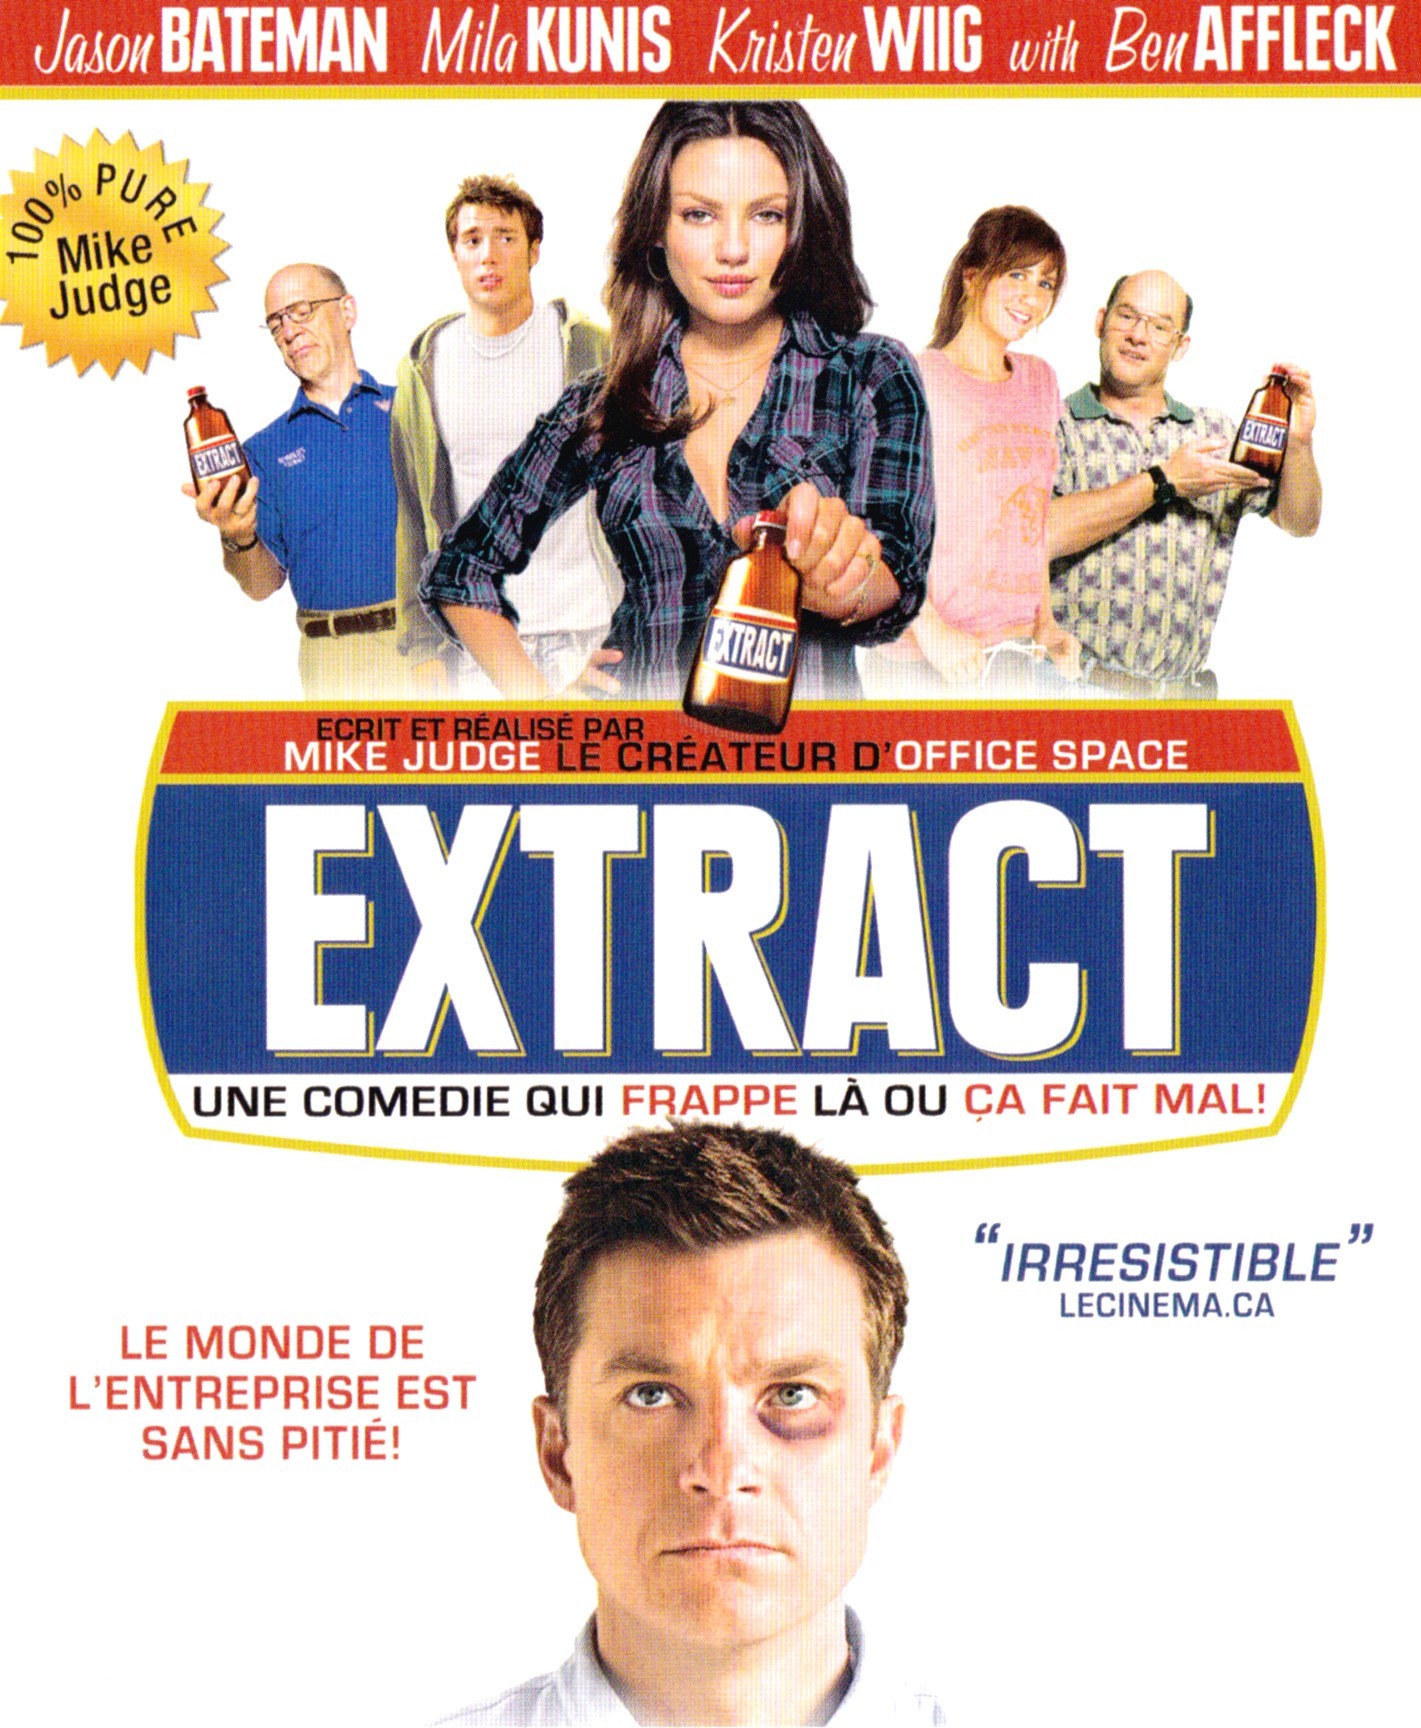 Jason BATEMAN Mila KUNIS Kristen WIIG with Ben AFFLECK
100% PURE
Mike
Judge
EXTRACT
EXTRACT
EXTRACT
ECRIT ET RÉALISÉ PAR
MIKE JUDGE LE CRÉATEUR D'OFFICE SPACE
EXTRACT
UNE COMEDIE QUI FRAPPE LÀ OU ÇA FAIT MAL!
“IRRESISTIBLE”
LECINEMA.CA
LE MONDE DE
L'ENTREPRISE EST
SANS PITIÉ!